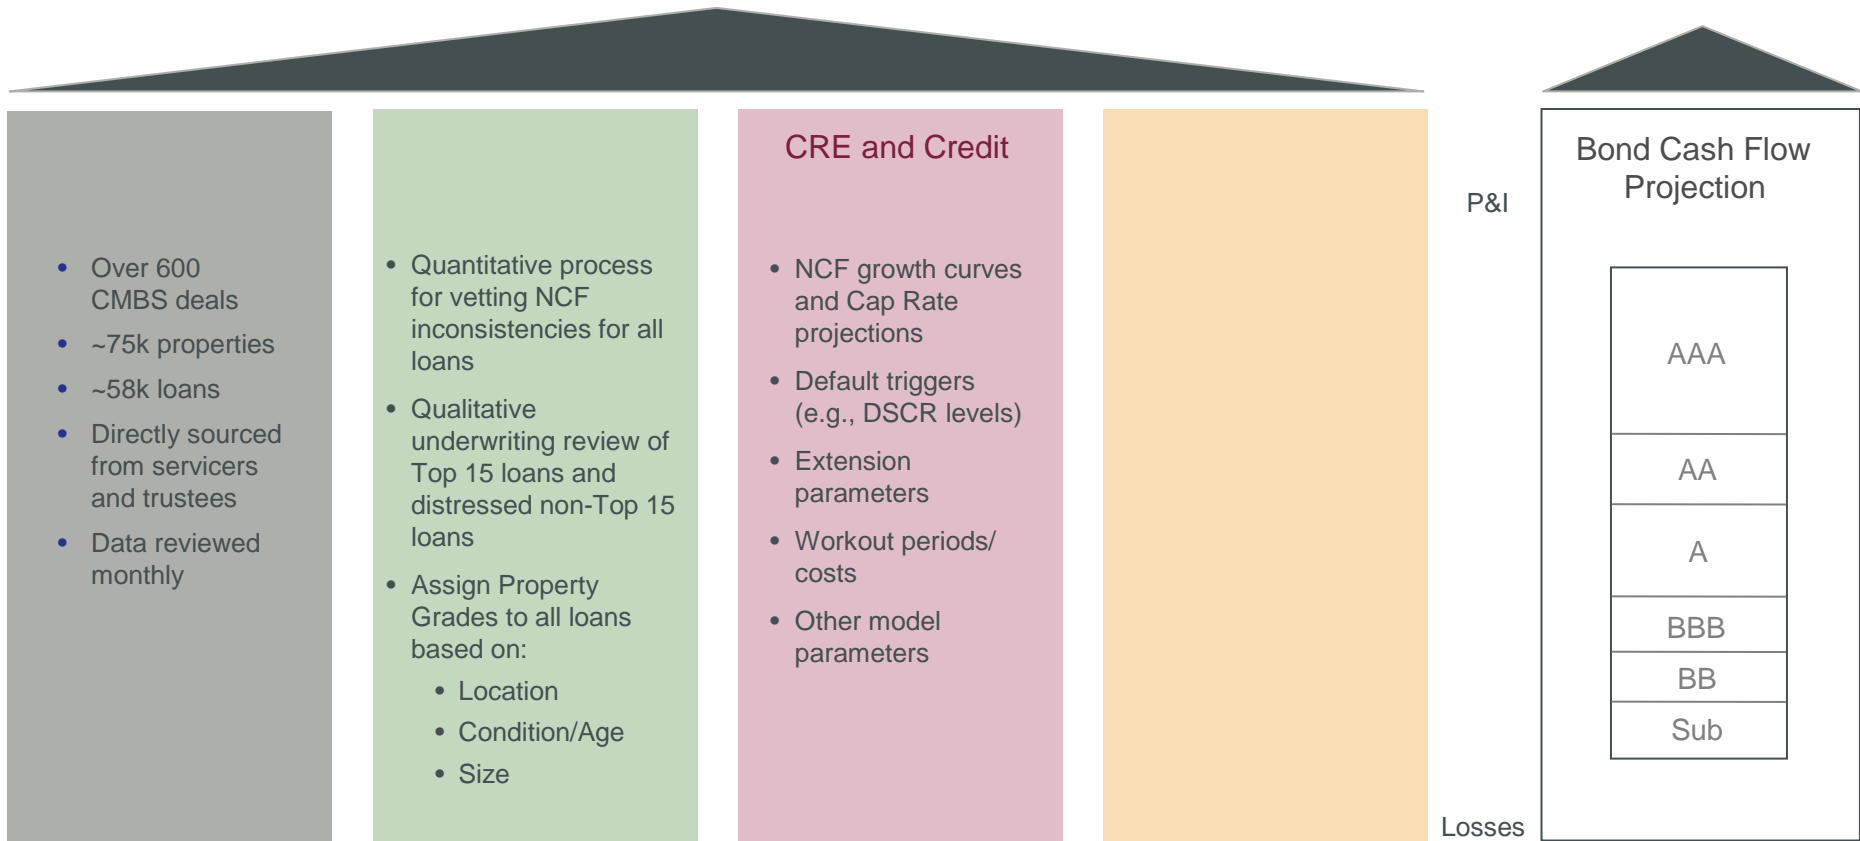 • Over 600
CMBS deals
• ~75k properties
• ~58k loans
• Directly sourced
from servicers
and trustees
• Data reviewed
monthly
• Quantitative process
for vetting NCF
inconsistencies for all
loans
• Qualitative
underwriting review of
Top 15 loans and
distressed non-Top 15
loans
• Assign Property
Grades to all loans
based on:
• Location
• Condition/Age
• Size
CRE and Credit
• NCF growth curves
and Cap Rate
projections
• Default triggers
(e.g., DSCR levels)
• Extension
parameters
• Workout periods/
costs
• Other model
parameters
P&I
Losses
Bond Cash Flow
Projection
AAA
AA
A
BBB
BB
Sub